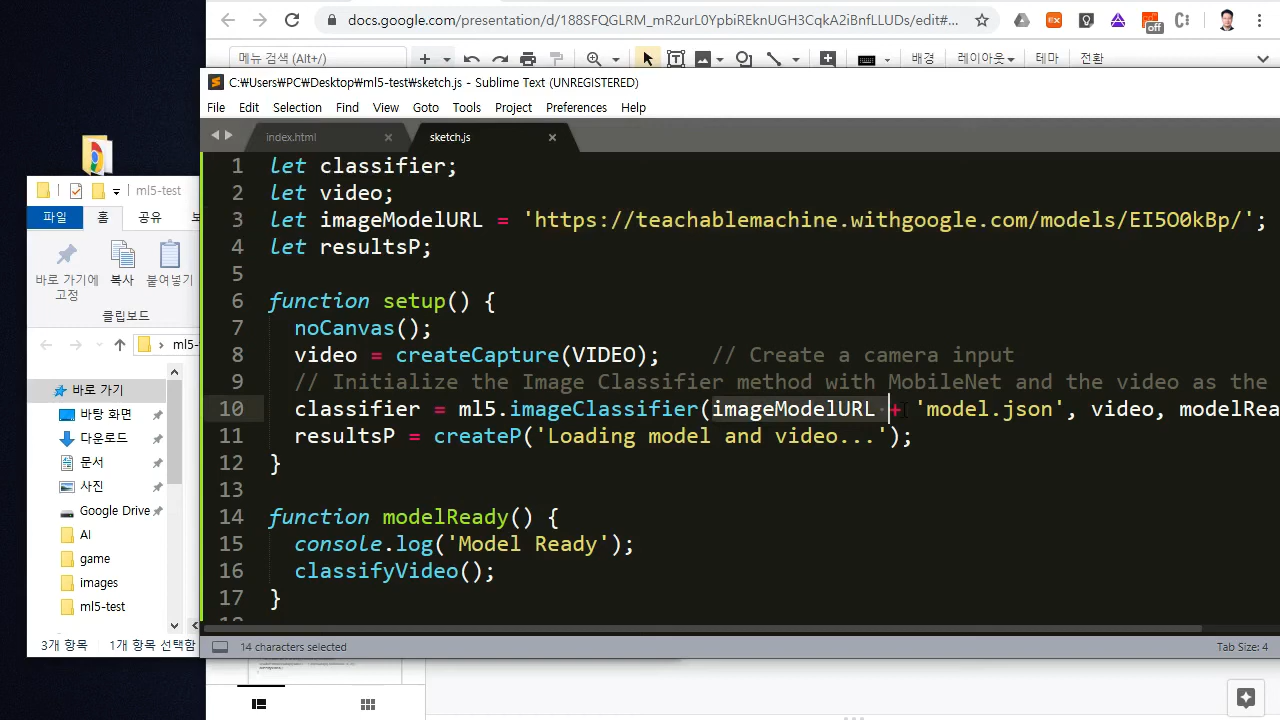 docs.google.com/presentation/d/188SFQGLRM_mR2urL0YpbiREknUGH3CqkA2iBnfLLUDs/edit#...
off
메뉴 검색 (Alt+/)
배경
레이아웃
테마
전환
C:₩Users₩PC₩Desktop₩ml5-test₩sketch.js - Sublime Text (UNREGISTERED)
File Edit Selection Find View Goto Tools Project Preferences Help
index.html
sketch.js
1 let classifier;
2 let video;
3 let imageModelURL = 'https://teachablemachine.withgoogle.com/models/EI5O0kBp/';
4 let resultsP;
5
6 function setup() {
7 noCanvas();
8 video = createCapture(VIDEO); // Create a camera input
9 // Initialize the Image Classifier method with MobileNet and the video as the
10 classifier = ml5.imageClassifier(imageModelURL + 'model.json', video, modelRea
11 resultsP = createP('Loading model and video...');
12 }
13
14 function modelReady() {
15 console.log('Model Ready');
16 classifyVideo();
17 }
14 characters selected
Tab Size: 4
ml5-test
파일
홈
공유
바로 가기에
고정
복사
붙여넣기
클립보드
ml5-
바로 가기
바탕 화면
다운로드
문서
사진
Google Drive
AI
game
images
ml5-test
3개 항목
1개 항목 선택함